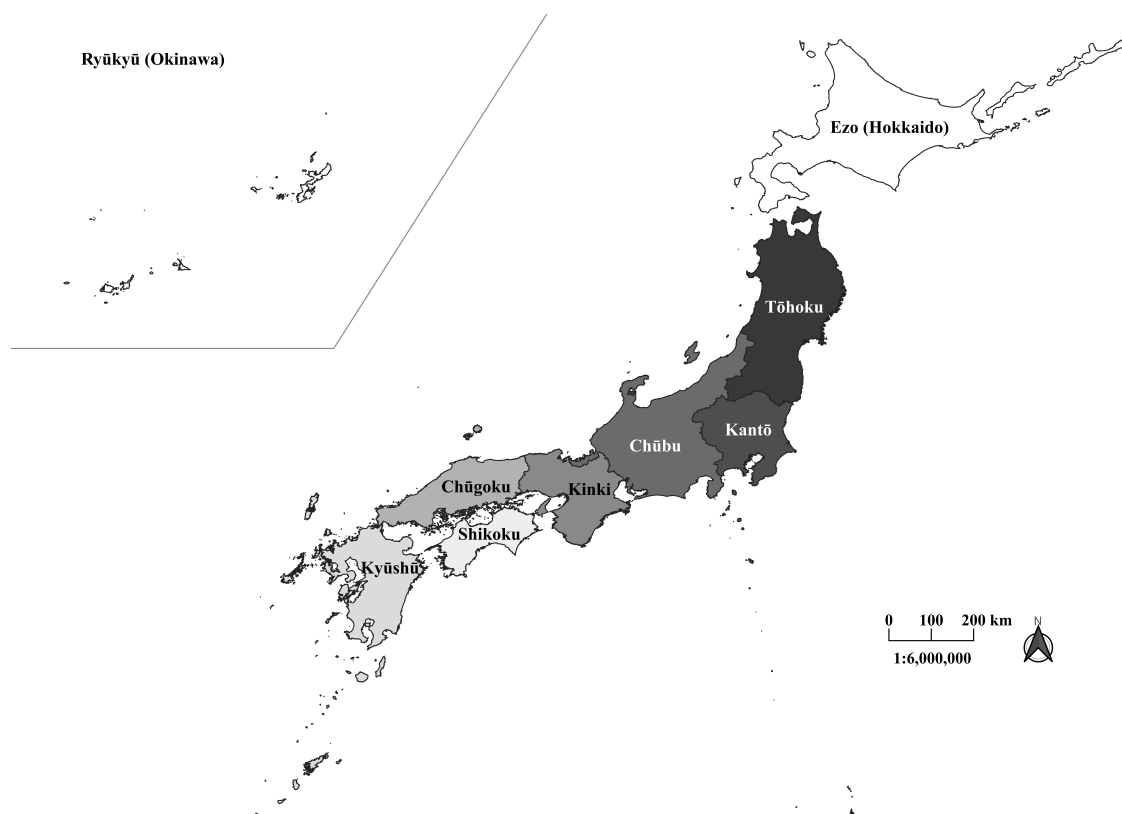 Ryūkyū (Okinawa)
Ezo (Hokkaido)
Tōhoku
Kantō
Chūbu
Kinki
Chūgoku
Shikoku
Kyūshū
0 100 200 km
1:6,000,000
N